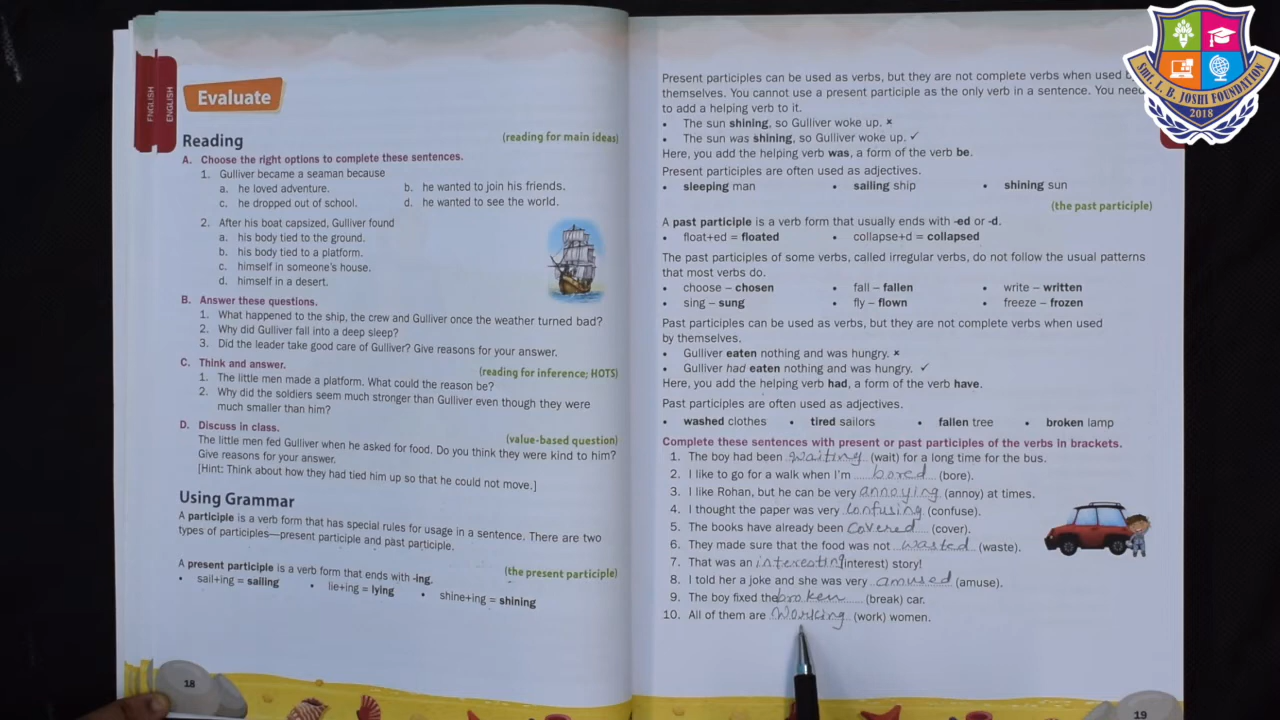 ENGLISH
ENGLISH
Evaluate
Reading
(reading for main ideas)
A. Choose the right options to complete these sentences.
1. Gulliver became a seaman because
a. he loved adventure.
b. he wanted to join his friends.
c. he dropped out of school.
d. he wanted to see the world.
2. After his boat capsized, Gulliver found
a. his body tied to the ground.
b. his body tied to a platform.
c. himself in someone's house.
d. himself in a desert.
B. Answer these questions.
1. What happened to the ship, the crew and Gulliver once the weather turned bad?
2. Why did Gulliver fall into a deep sleep?
3. Did the leader take good care of Gulliver? Give reasons for your answer.
C. Think and answer.
(reading for inference; HOTS)
1. The little men made a platform. What could the reason be?
2. Why did the soldiers seem much stronger than Gulliver even though they were
much smaller than him?
D. Discuss in class.
(value-based question)
The little men fed Gulliver when he asked for food. Do you think they were kind to him?
Give reasons for your answer.
[Hint: Think about how they had tied him up so that he could not move.]
Using Grammar
A participle is a verb form that has special rules for usage in a sentence. There are two
types of participles—present participle and past participle.
(the present participle)
A present participle is a verb form that ends with -ing.
• sail+ing = sailing • lie+ing = lying • shine+ing = shining
18
Present participles can be used as verbs, but they are not complete verbs when used
themselves. You cannot use a present participle as the only verb in a sentence. You need
to add a helping verb to it.
• The sun shining, so Gulliver woke up. ×
• The sun was shining, so Gulliver woke up. ✓
Here, you add the helping verb was, a form of the verb be.
Present participles are often used as adjectives.
• sleeping man • sailing ship • shining sun
(the past participle)
A past participle is a verb form that usually ends with -ed or -d.
• float+ed = floated • collapse+d = collapsed
The past participles of some verbs, called irregular verbs, do not follow the usual patterns
that most verbs do.
• choose – chosen • fall – fallen • write – written
• sing – sung • fly – flown • freeze – frozen
Past participles can be used as verbs, but they are not complete verbs when used
by themselves.
• Gulliver eaten nothing and was hungry. ×
• Gulliver had eaten nothing and was hungry. ✓
Here, you add the helping verb had, a form of the verb have.
Past participles are often used as adjectives.
• washed clothes • tired sailors • fallen tree • broken lamp
Complete these sentences with present or past participles of the verbs in brackets.
1. The boy had been waiting (wait) for a long time for the bus.
2. I like to go for a walk when I'm bored (bore).
3. I like Rohan, but he can be very annoying (annoy) at times.
4. I thought the paper was very confusing (confuse).
5. The books have already been covered (cover).
6. They made sure that the food was not wasted (waste).
7. That was an interesting (interest) story!
8. I told her a joke and she was very amused (amuse).
9. The boy fixed the broken (break) car.
10. All of them are Working (work) women.
19
SMT. L. B. JOSHI FOUNDATION
2018